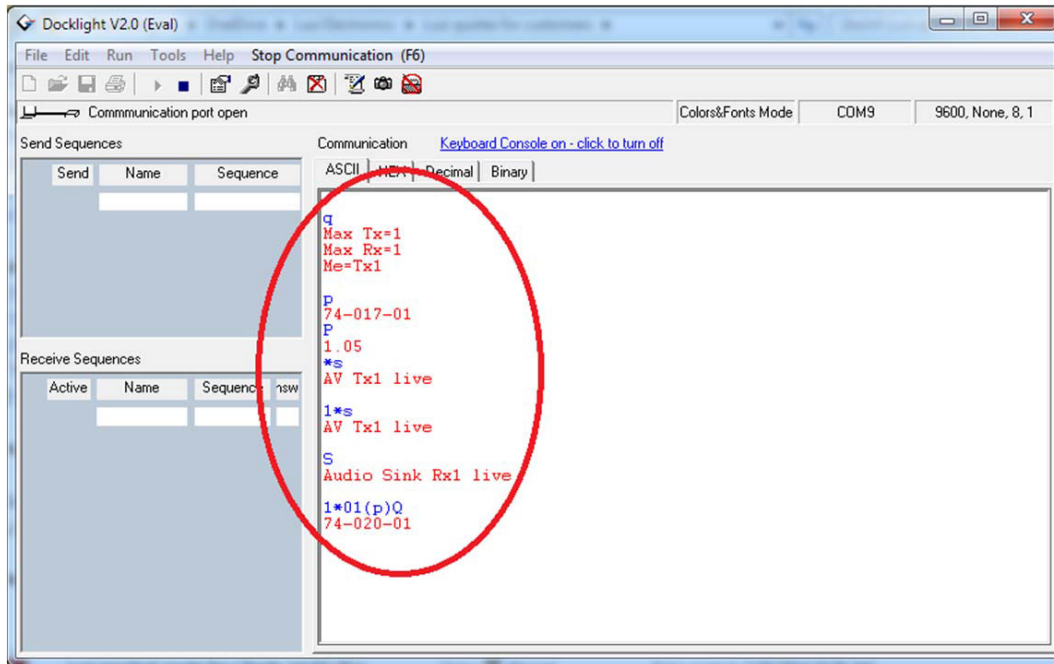 Docklight V2.0 (Eval)
File Edit Run Tools Help Stop Communication (F6)
Commmunication port open
Colors&Fonts Mode COM9 9600, None, 8, 1
Send Sequences
Send Name Sequence
Receive Sequences
Active Name Sequence nsw
Communication Keyboard Console on - click to turn off
ASCII HEX Decimal Binary
q
Max Tx=1
Max Rx=1
Me=Tx1
p
74-017-01
P
1.05
*s
AV Tx1 live
1*s
AV Tx1 live
S
Audio Sink Rx1 live
1*01(p)Q
74-020-01